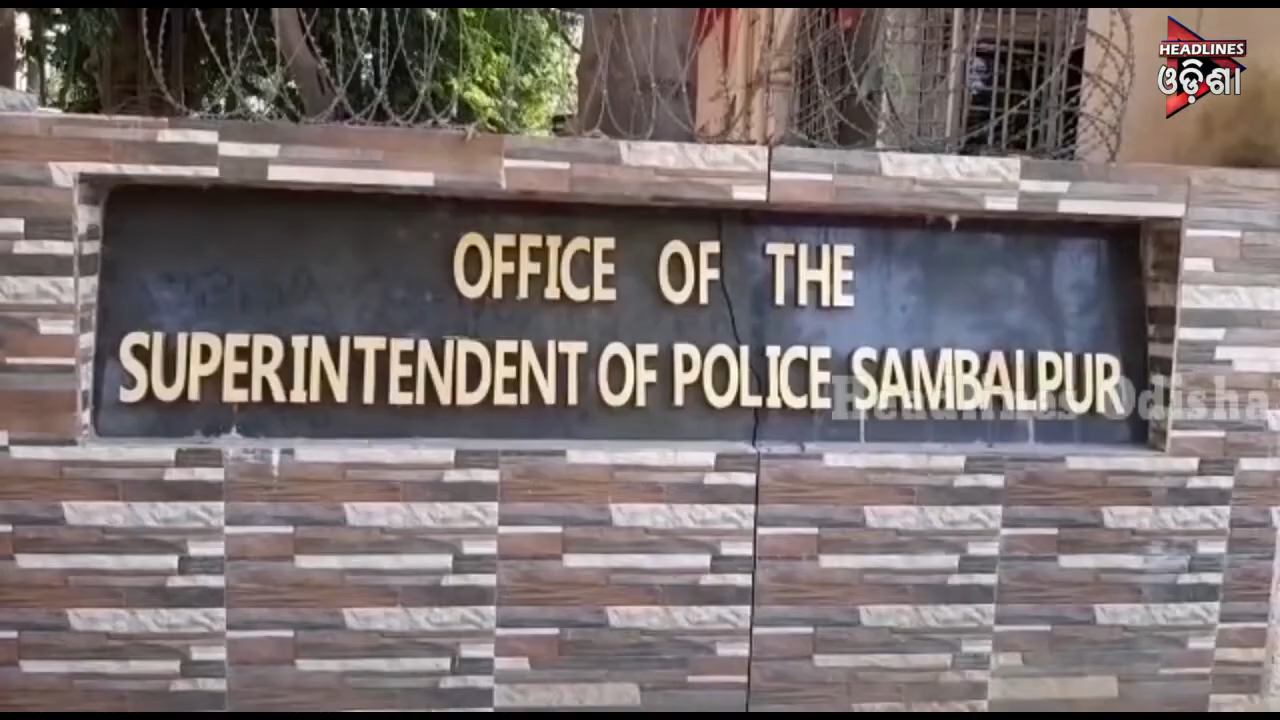 HEADLINES
ଓଡ଼ିଶା
OFFICE OF THE
SUPERINTENDENT OF POLICE SAMBALPUR
Headlines Odisha